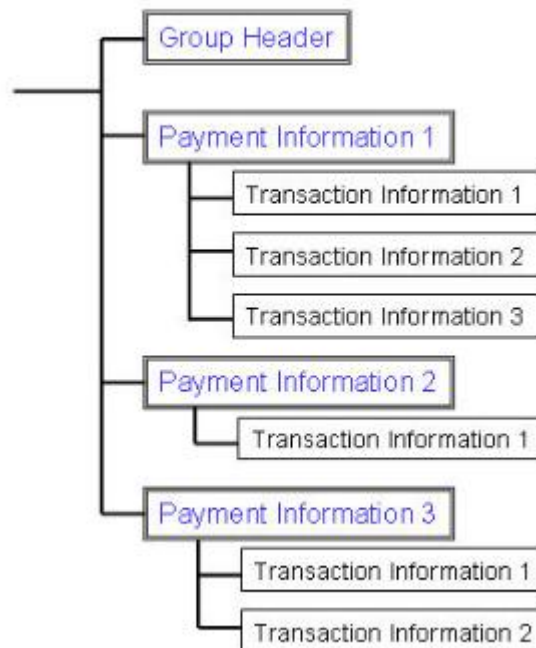 Group Header
Payment Information 1
Transaction Information 1
Transaction Information 2
Transaction Information 3
Payment Information 2
Transaction Information 1
Payment Information 3
Transaction Information 1
Transaction Information 2